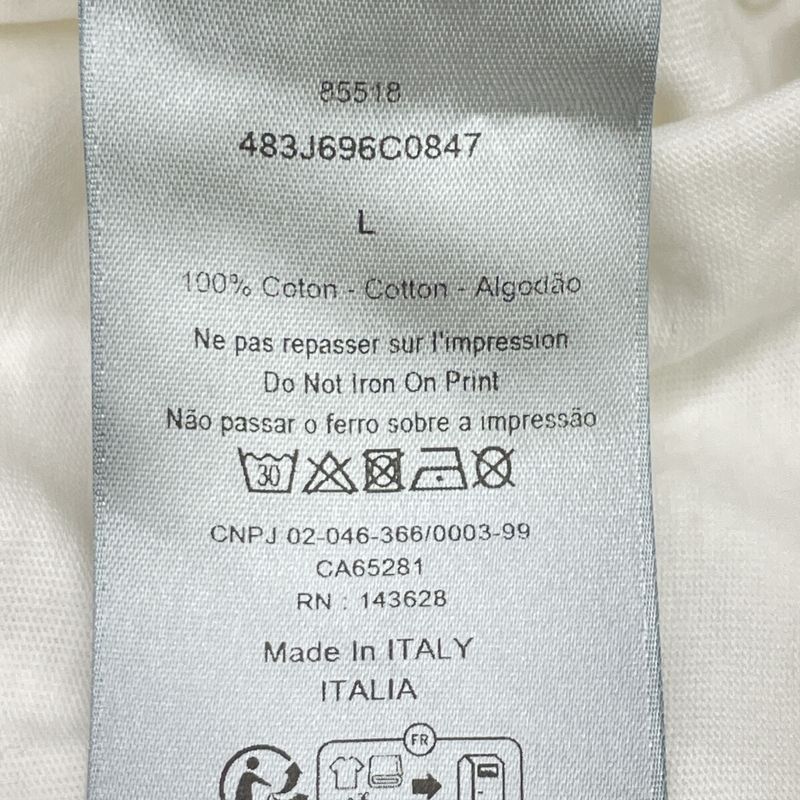 85518
483J696C0847
L
100% Coton - Cotton - Algodão
Ne pas repasser sur l'impression
Do Not Iron On Print
Não passar o ferro sobre a impressão
30
CNPJ 02-046-366/0003-99
CA65281
RN : 143628
Made In ITALY
ITALIA
FR